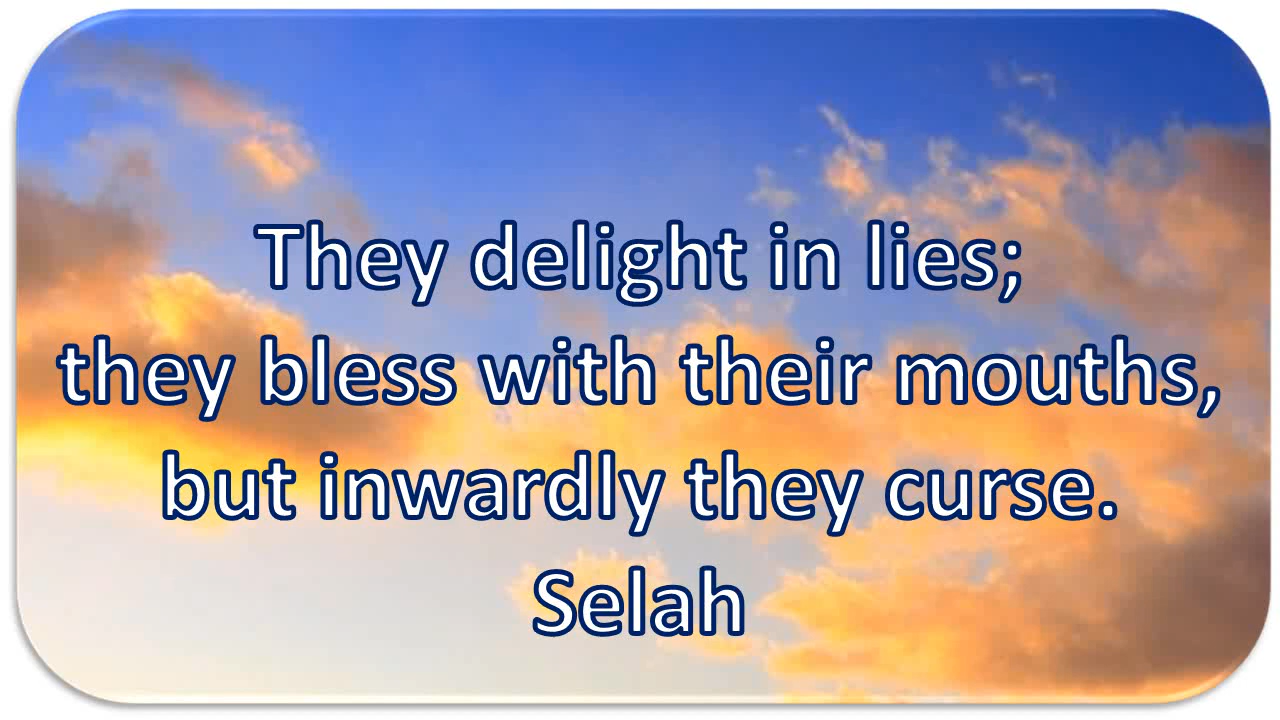 They delight in lies;
they bless with their mouths,
but inwardly they curse.
Selah